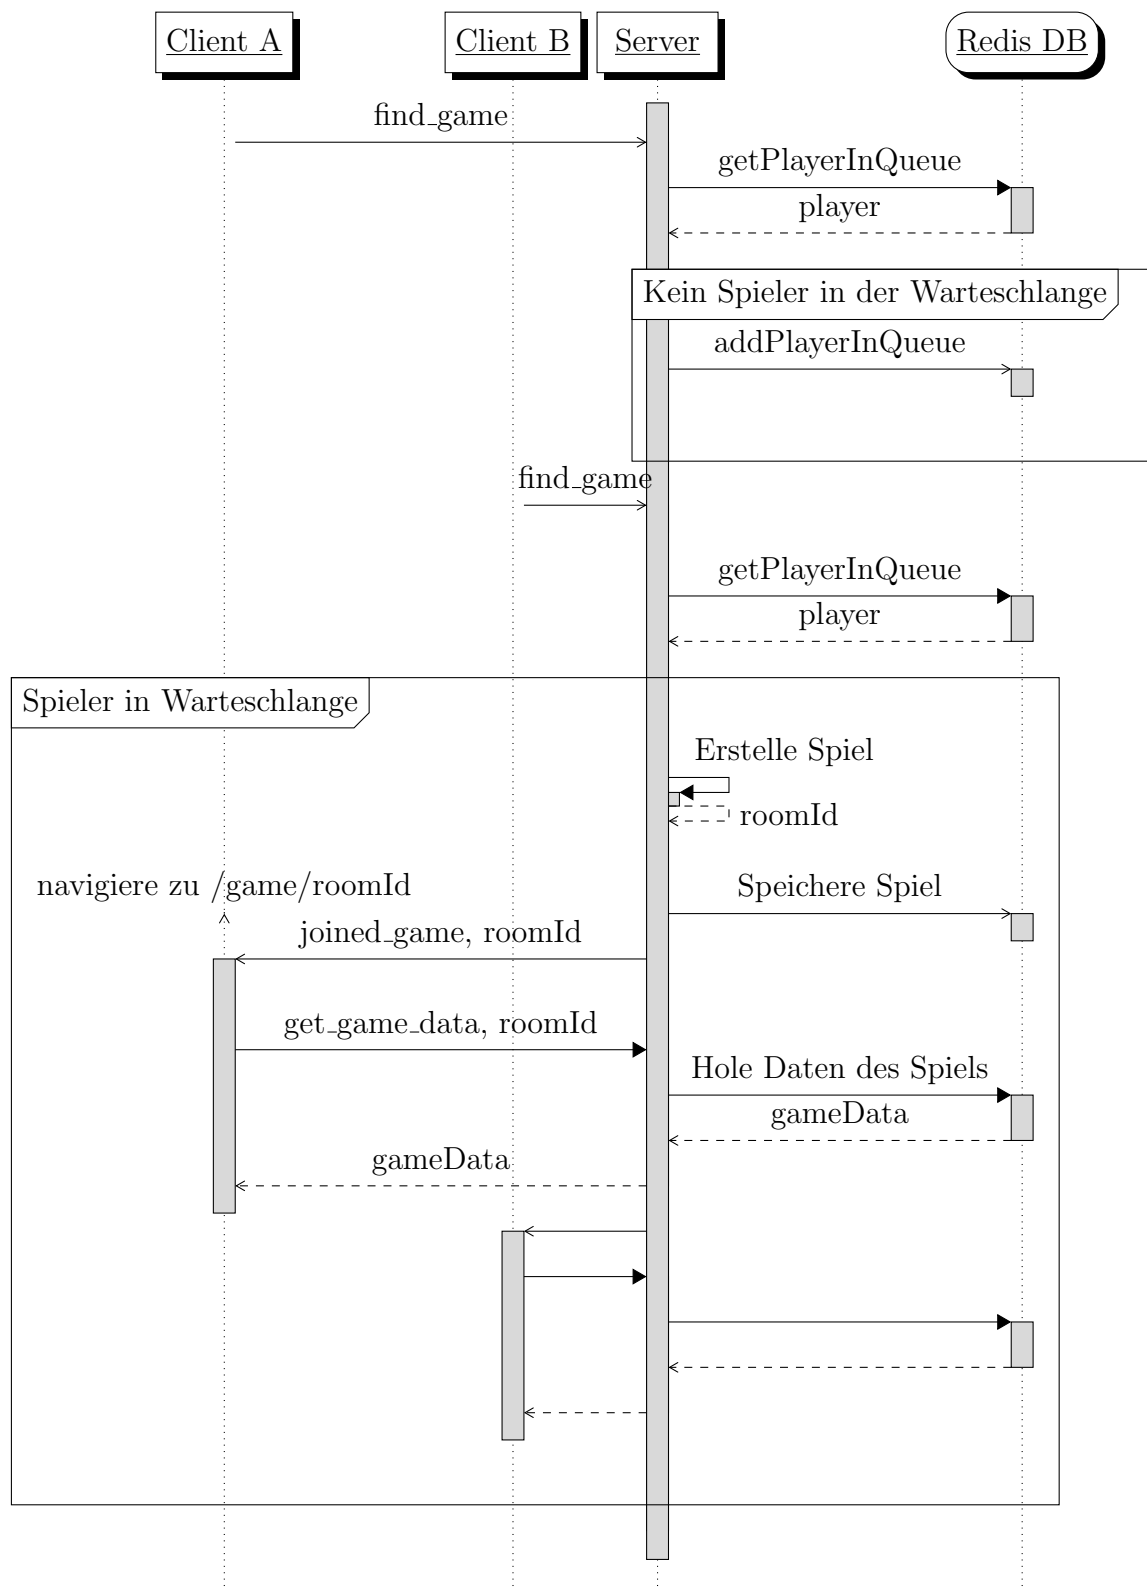 Client A
Client B
Server
Redis DB
find_game
getPlayerInQueue
player
Kein Spieler in der Warteschlange
addPlayerInQueue
find_game
getPlayerInQueue
player
Spieler in Warteschlange
Erstelle Spiel
roomId
navigiere zu /game/roomId
Speichere Spiel
joined_game, roomId
get_game_data, roomId
Hole Daten des Spiels
gameData
gameData